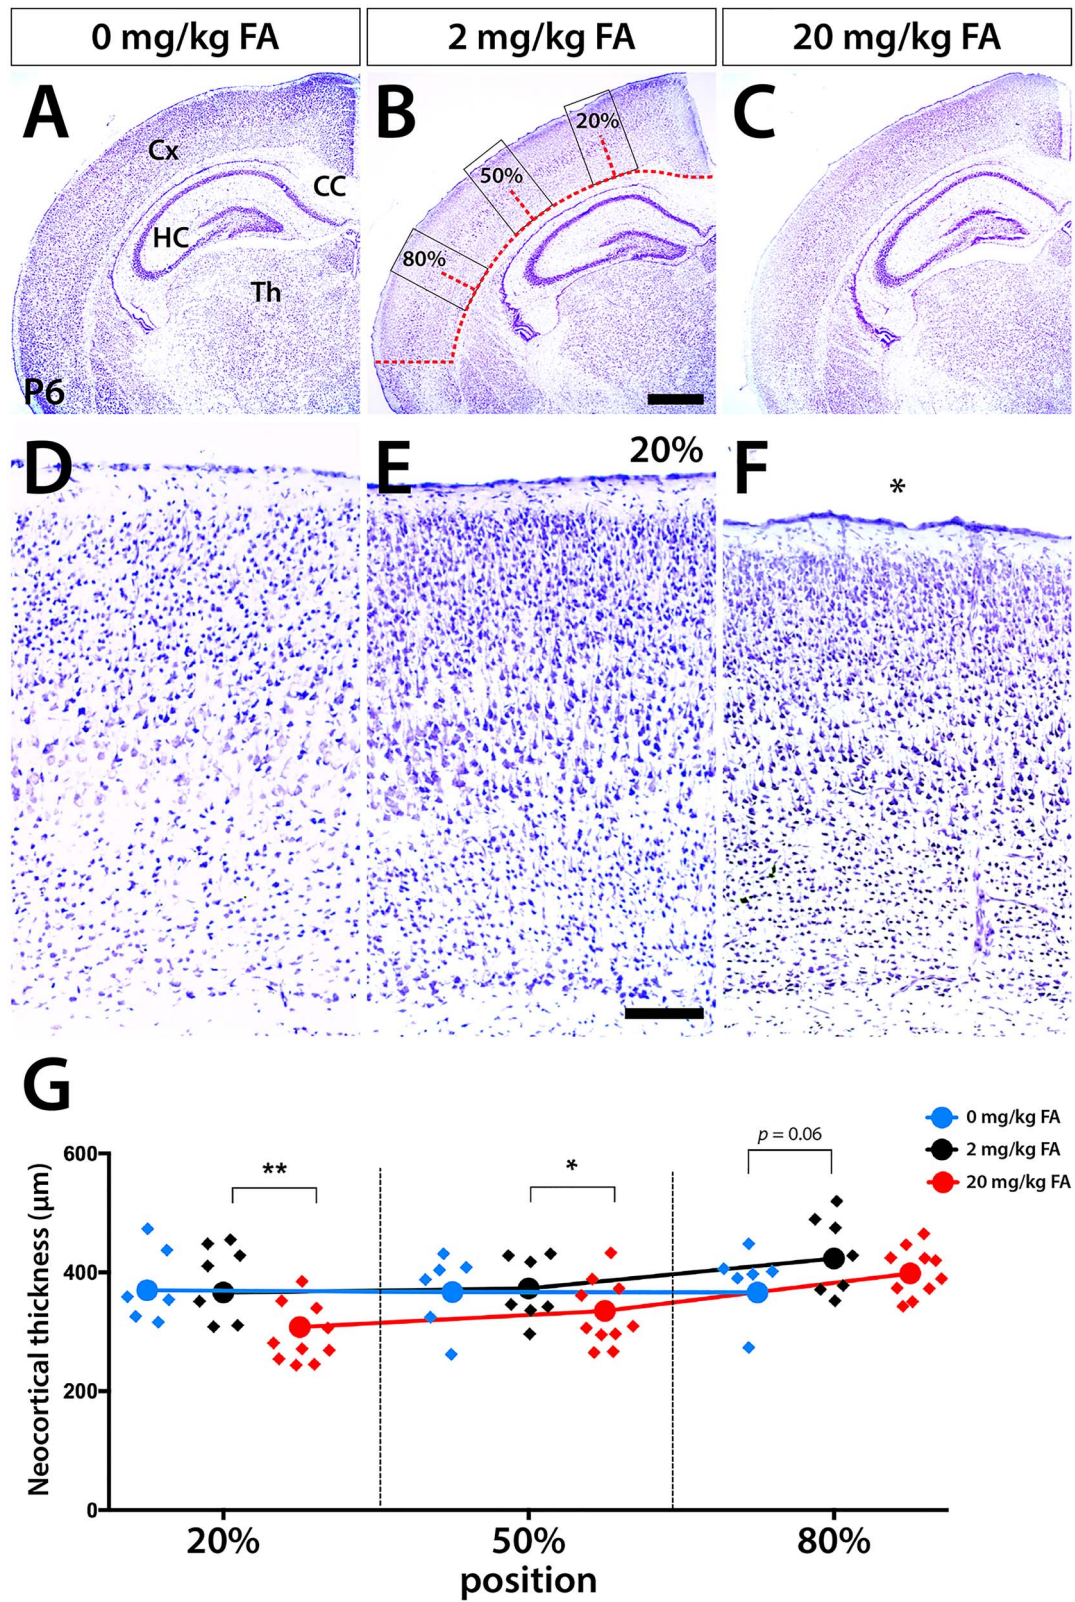 0 mg/kg FA
2 mg/kg FA
20 mg/kg FA
A
B
C
Cx
CC
HC
Th
P6
20%
50%
80%
D
E
F
20%
*
G
0 mg/kg FA
2 mg/kg FA
20 mg/kg FA
Neocortical thickness (μm)
600
400
200
0
**
*
p = 0.06
20%
50%
80%
position